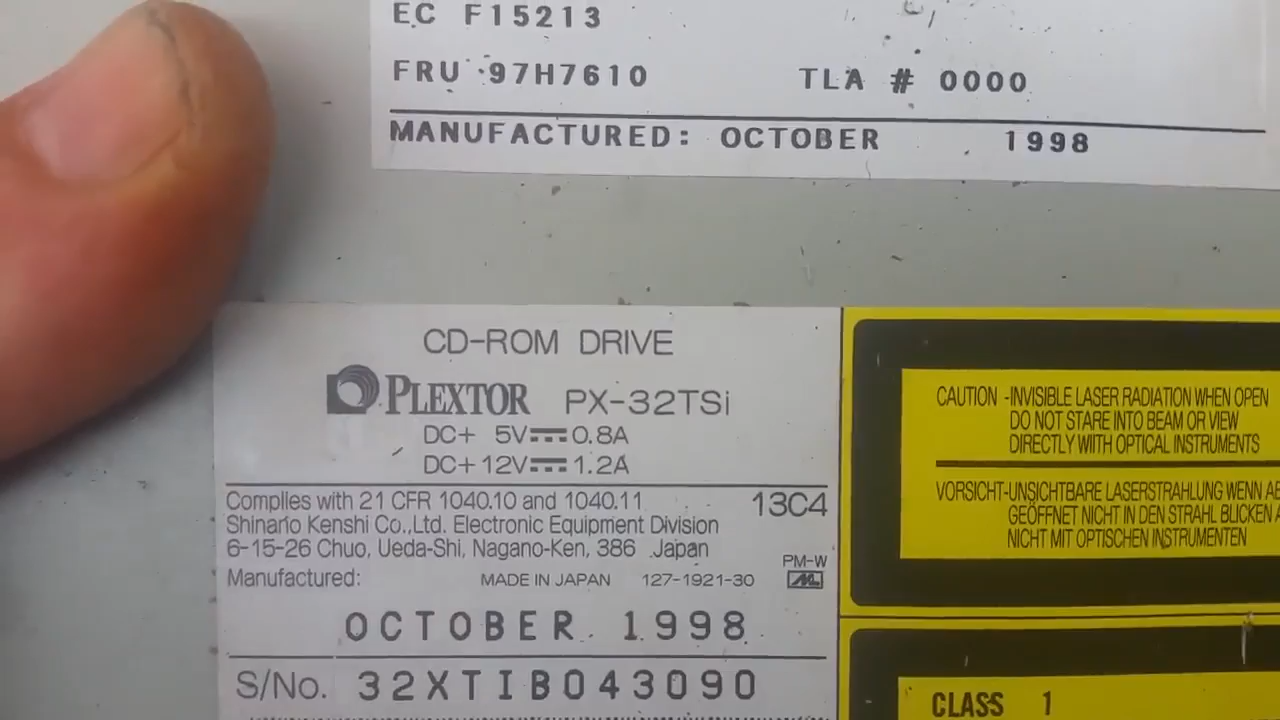 EC F15213
FRU 97H7610 TLA # 0000
MANUFACTURED: OCTOBER 1998
CD-ROM DRIVE
PLEXTOR PX-32TSi
DC+ 5V 0.8A
DC+ 12V 1.2A
Complies with 21 CFR 1040.10 and 1040.11 13C4
Shinano Kenshi Co.,Ltd. Electronic Equipment Division
6-15-26 Chuo, Ueda-Shi, Nagano-Ken, 386 Japan
PM-W
Manufactured: MADE IN JAPAN 127-1921-30
OCTOBER 1998
S/No. 32XTIB043090
CAUTION -INVISIBLE LASER RADIATION WHEN OPEN
DO NOT STARE INTO BEAM OR VIEW
DIRECTLY WIITH OPTICAL INSTRUMENTS
VORSICHT-UNSICHTBARE LASERSTRAHLUNG WENN
GEÖFFNET NICHT IN DEN STRAHL BLICKEN
NICHT MIT OPTISCHEN INSTRUMENTEN
CLASS 1